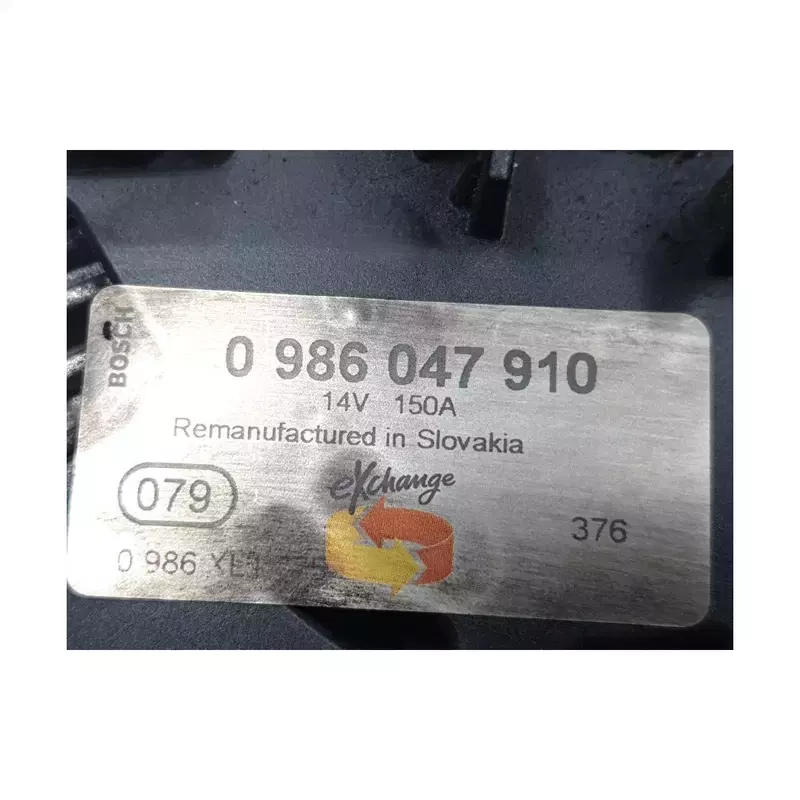 BOSCH
0 986 047 910
14V 150A
Remanufactured in Slovakia
079
eXchange
376
0 986